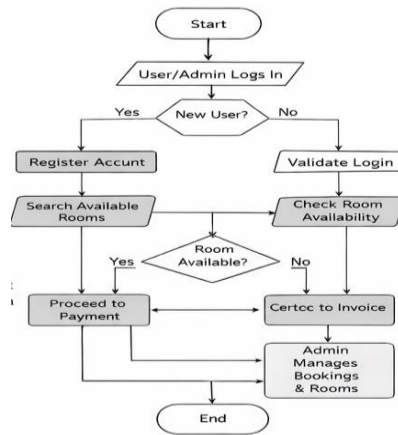 Start
User/Admin Logs In
Yes
New User?
No
Register Accunt
Validate Login
Search Available
Rooms
Check Room
Availability
Room
Available?
Yes
No
Proceed to
Payment
Certcc to Invoice
Admin
Manages
Bookings
& Rooms
End